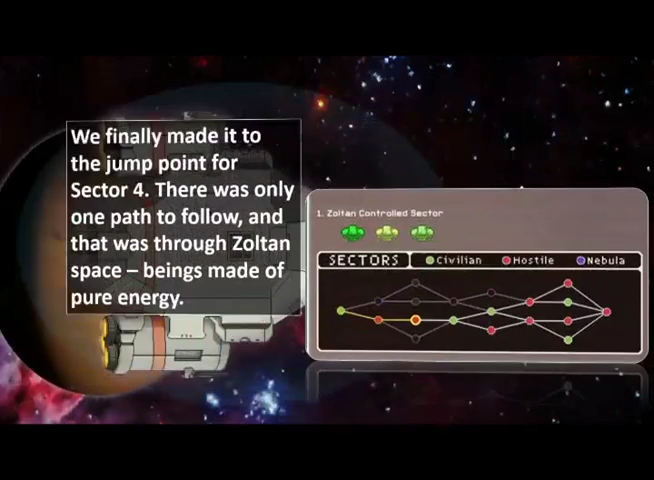 We finally made it to
the jump point for
Sector 4. There was only
one path to follow, and
that was through Zoltan
space – beings made of
pure energy.
1. Zoltan Controlled Sector
SECTORS
Civilian
Hostile
Nebula